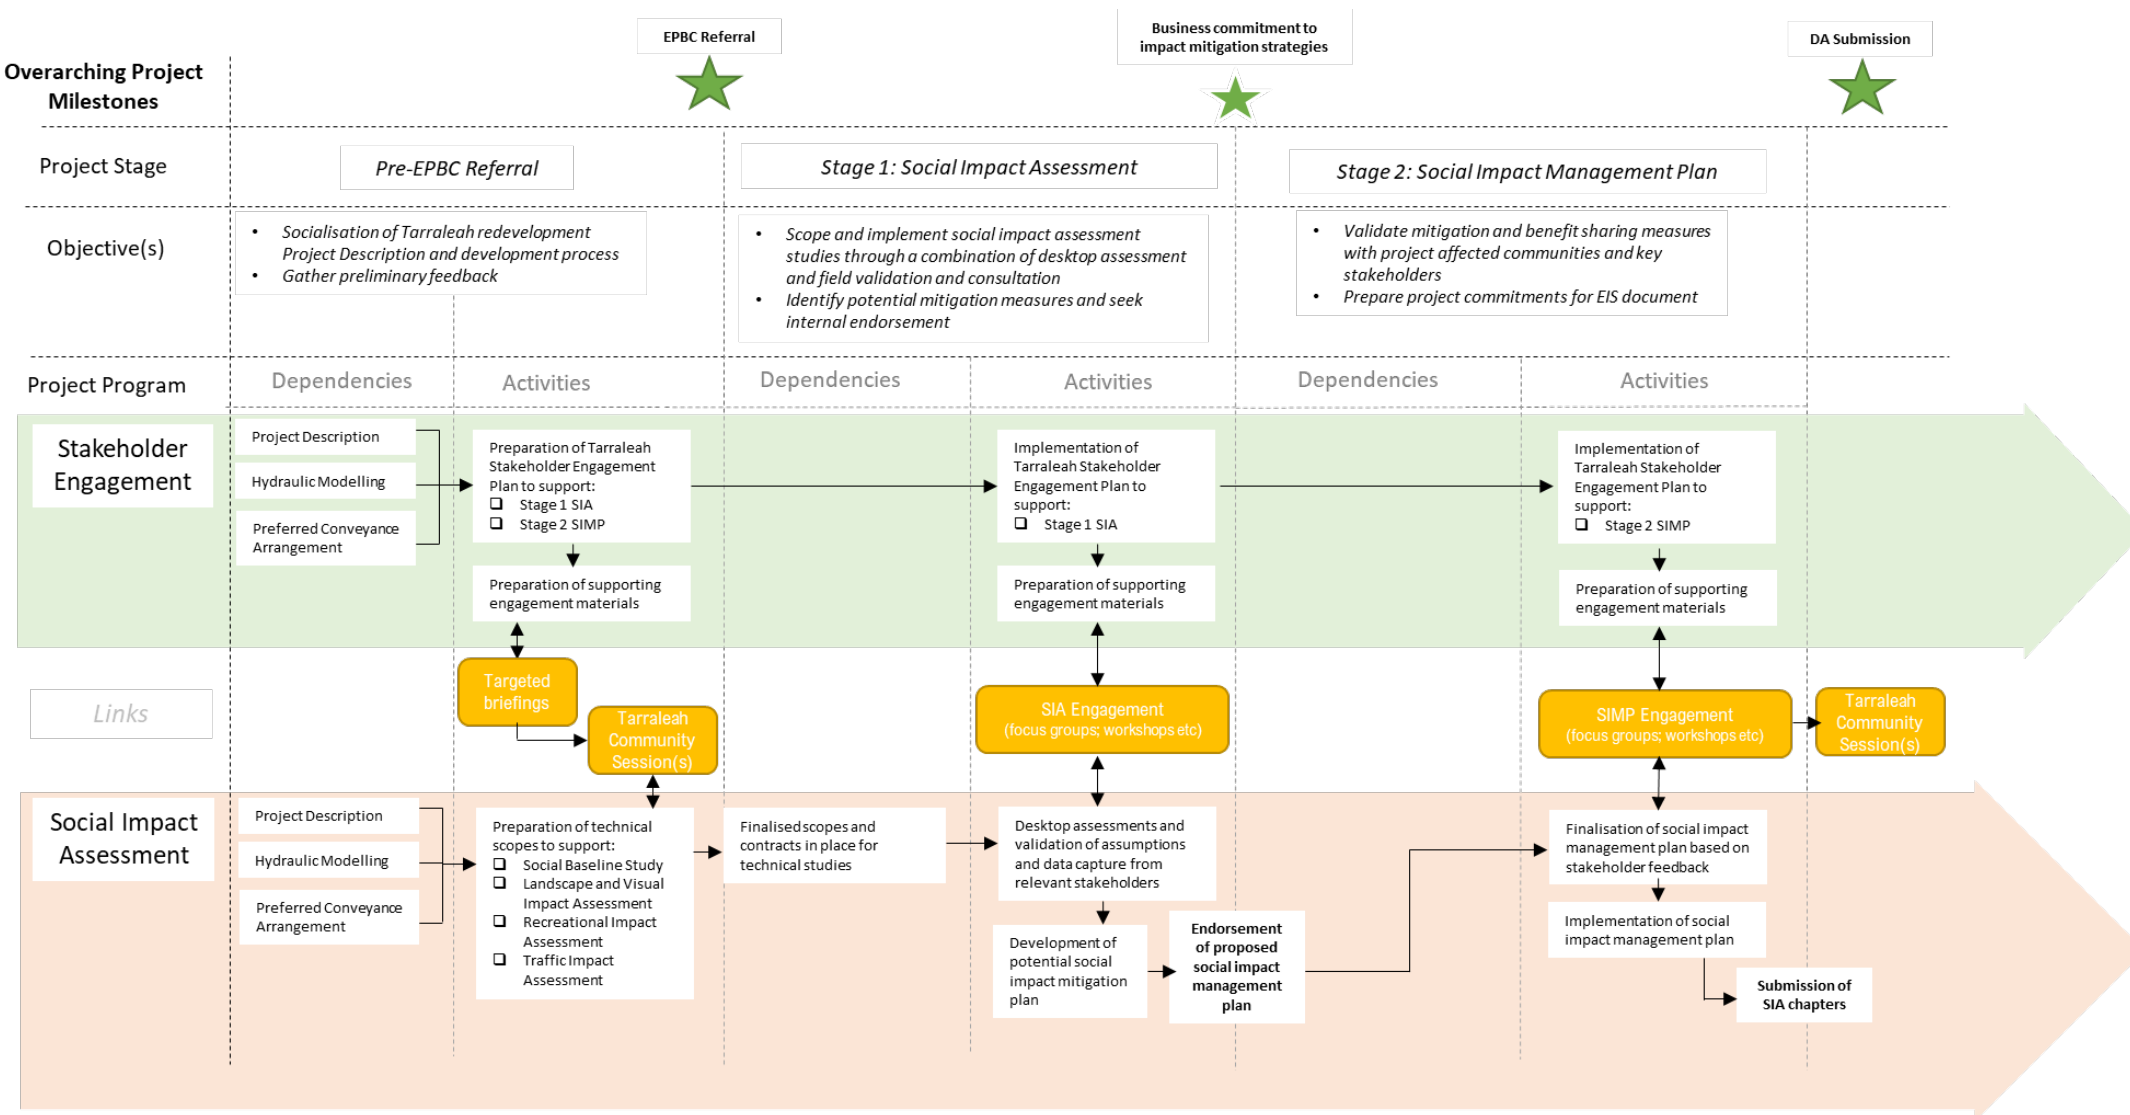 EPBC Referral
Business commitment to
impact mitigation strategies
DA Submission
Overarching Project
Milestones
Project Stage
Pre-EPBC Referral
Stage 1: Social Impact Assessment
Stage 2: Social Impact Management Plan
Objective(s)
• Socialisation of Tarraleah redevelopment
Project Description and development process
• Gather preliminary feedback
• Scope and implement social impact assessment
studies through a combination of desktop assessment
and field validation and consultation
• Identify potential mitigation measures and seek
internal endorsement
• Validate mitigation and benefit sharing measures
with project affected communities and key
stakeholders
• Prepare project commitments for EIS document
Project Program
Dependencies
Activities
Dependencies
Activities
Dependencies
Activities
Stakeholder
Engagement
Project Description
Hydraulic Modelling
Preferred Conveyance
Arrangement
Preparation of Tarraleah
Stakeholder Engagement
Plan to support:
❑ Stage 1 SIA
❑ Stage 2 SIMP
Preparation of supporting
engagement materials
Implementation of
Tarraleah Stakeholder
Engagement Plan to
support:
❑ Stage 1 SIA
Preparation of supporting
engagement materials
Implementation of
Tarraleah Stakeholder
Engagement Plan to
support:
❑ Stage 2 SIMP
Preparation of supporting
engagement materials
Links
Targeted
briefings
Tarraleah
Community
Session(s)
SIA Engagement
(focus groups; workshops etc)
SIMP Engagement
(focus groups; workshops etc)
Tarraleah
Community
Session(s)
Social Impact
Assessment
Project Description
Hydraulic Modelling
Preferred Conveyance
Arrangement
Preparation of technical
scopes to support:
❑ Social Baseline Study
❑ Landscape and Visual
Impact Assessment
❑ Recreational Impact
Assessment
❑ Traffic Impact
Assessment
Finalised scopes and
contracts in place for
technical studies
Desktop assessments and
validation of assumptions
and data capture from
relevant stakeholders
Development of
potential social
impact mitigation
plan
Endorsement
of proposed
social impact
management
plan
Finalisation of social impact
management plan based on
stakeholder feedback
Implementation of social
impact management plan
Submission of
SIA chapters